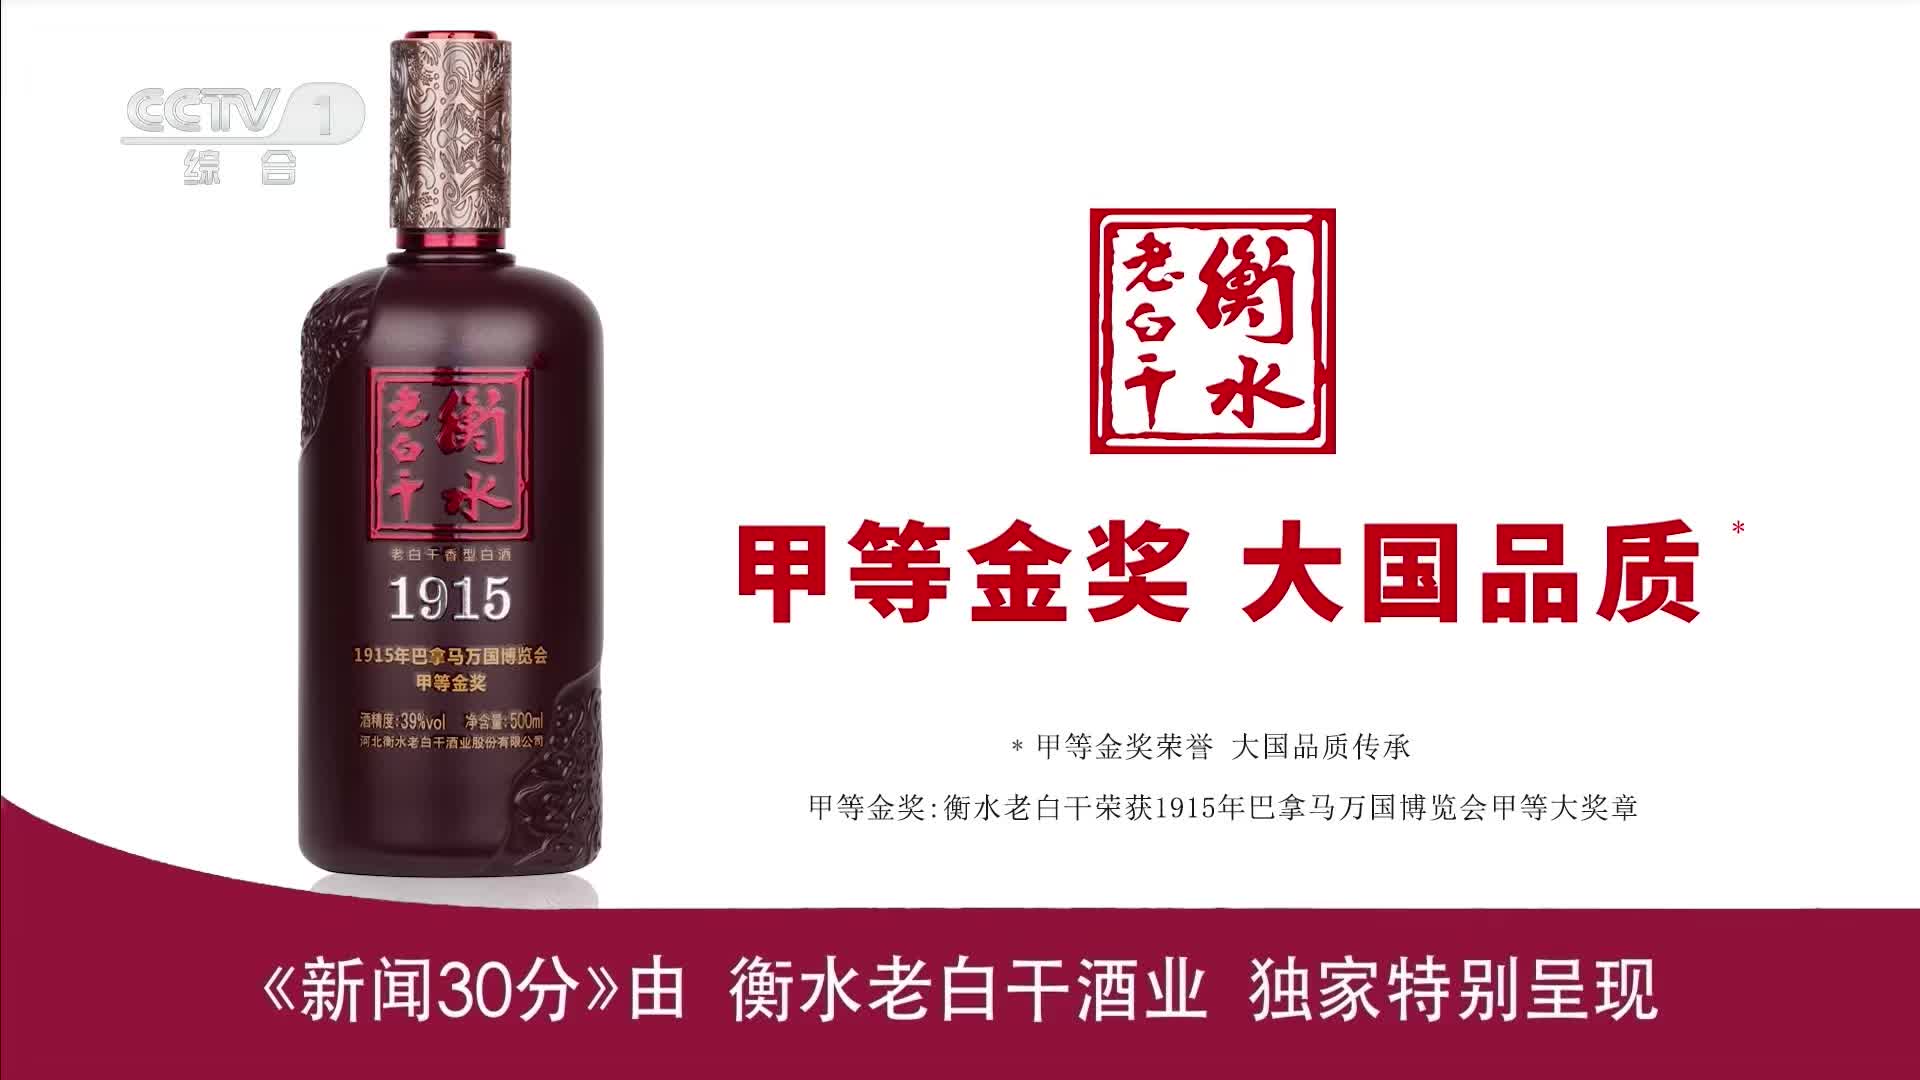 CCTV 1
综 合
衡水
老白干
衡水
老白干
老白干香型白酒
1915
1915年巴拿马万国博览会
甲等金奖
酒精度:39%vol 净含量:500ml
河北衡水老白干酒业股份有限公司
甲等金奖 大国品质*
*甲等金奖荣誉 大国品质传承
甲等金奖:衡水老白干荣获1915年巴拿马万国博览会甲等大奖章
《新闻30分》由 衡水老白干酒业 独家特别呈现